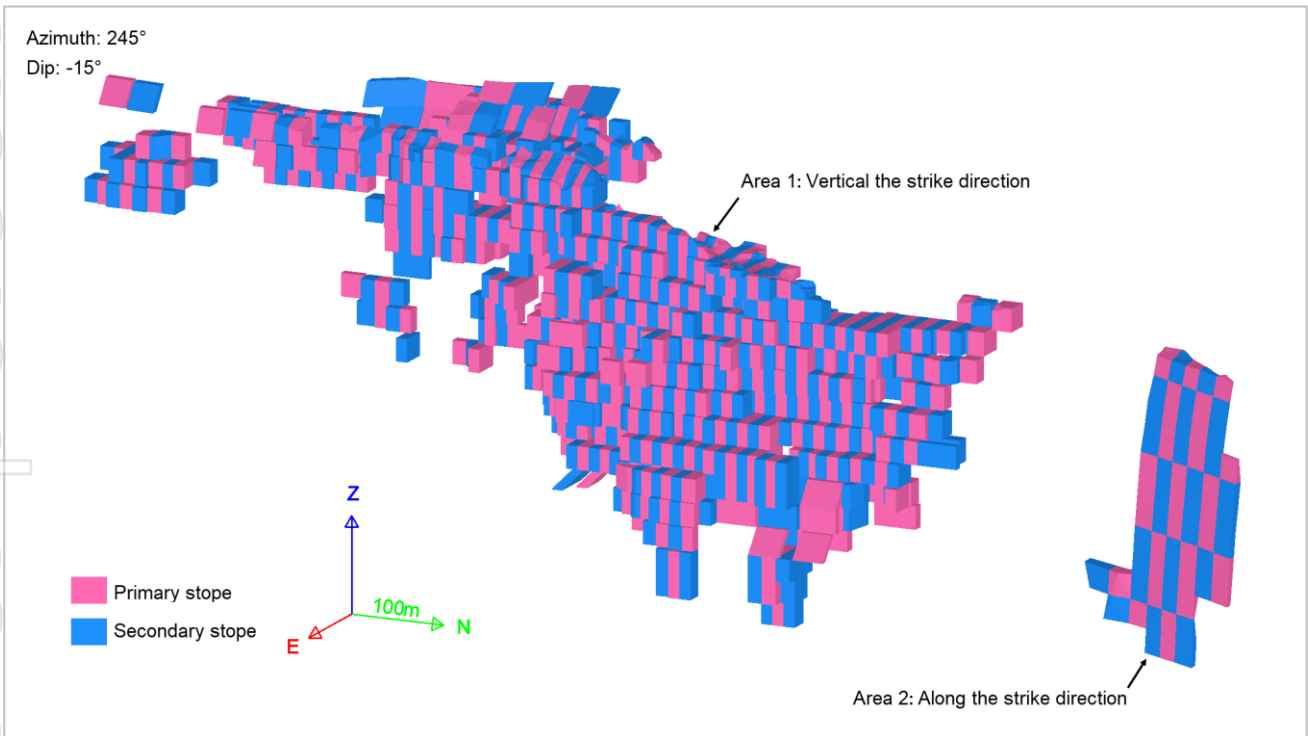 Azimuth: 245°
Dip: -15°
Area 1: Vertical the strike direction
Z
100m
N
E
Primary stope
Secondary stope
Area 2: Along the strike direction